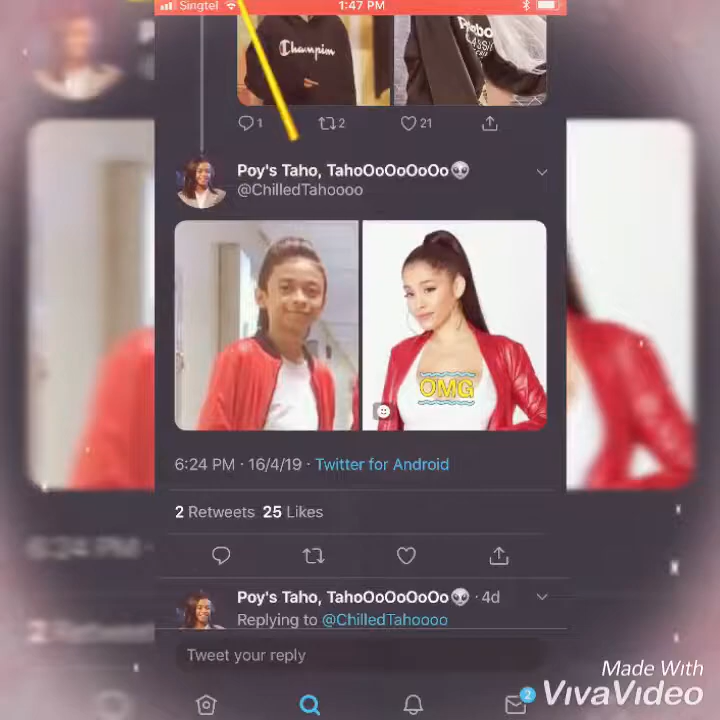 Singtel 1:47 PM
Champion
CLASSIC
1 2 21
Poy's Taho, TahoOoOoOoOo
@ChilledTahoooo
OMG
6:24 PM · 16/4/19 · Twitter for Android
2 Retweets 25 Likes
Poy's Taho, TahoOoOoOoOo · 4d
Replying to @ChilledTahoooo
Tweet your reply
2
Made With
VivaVideo